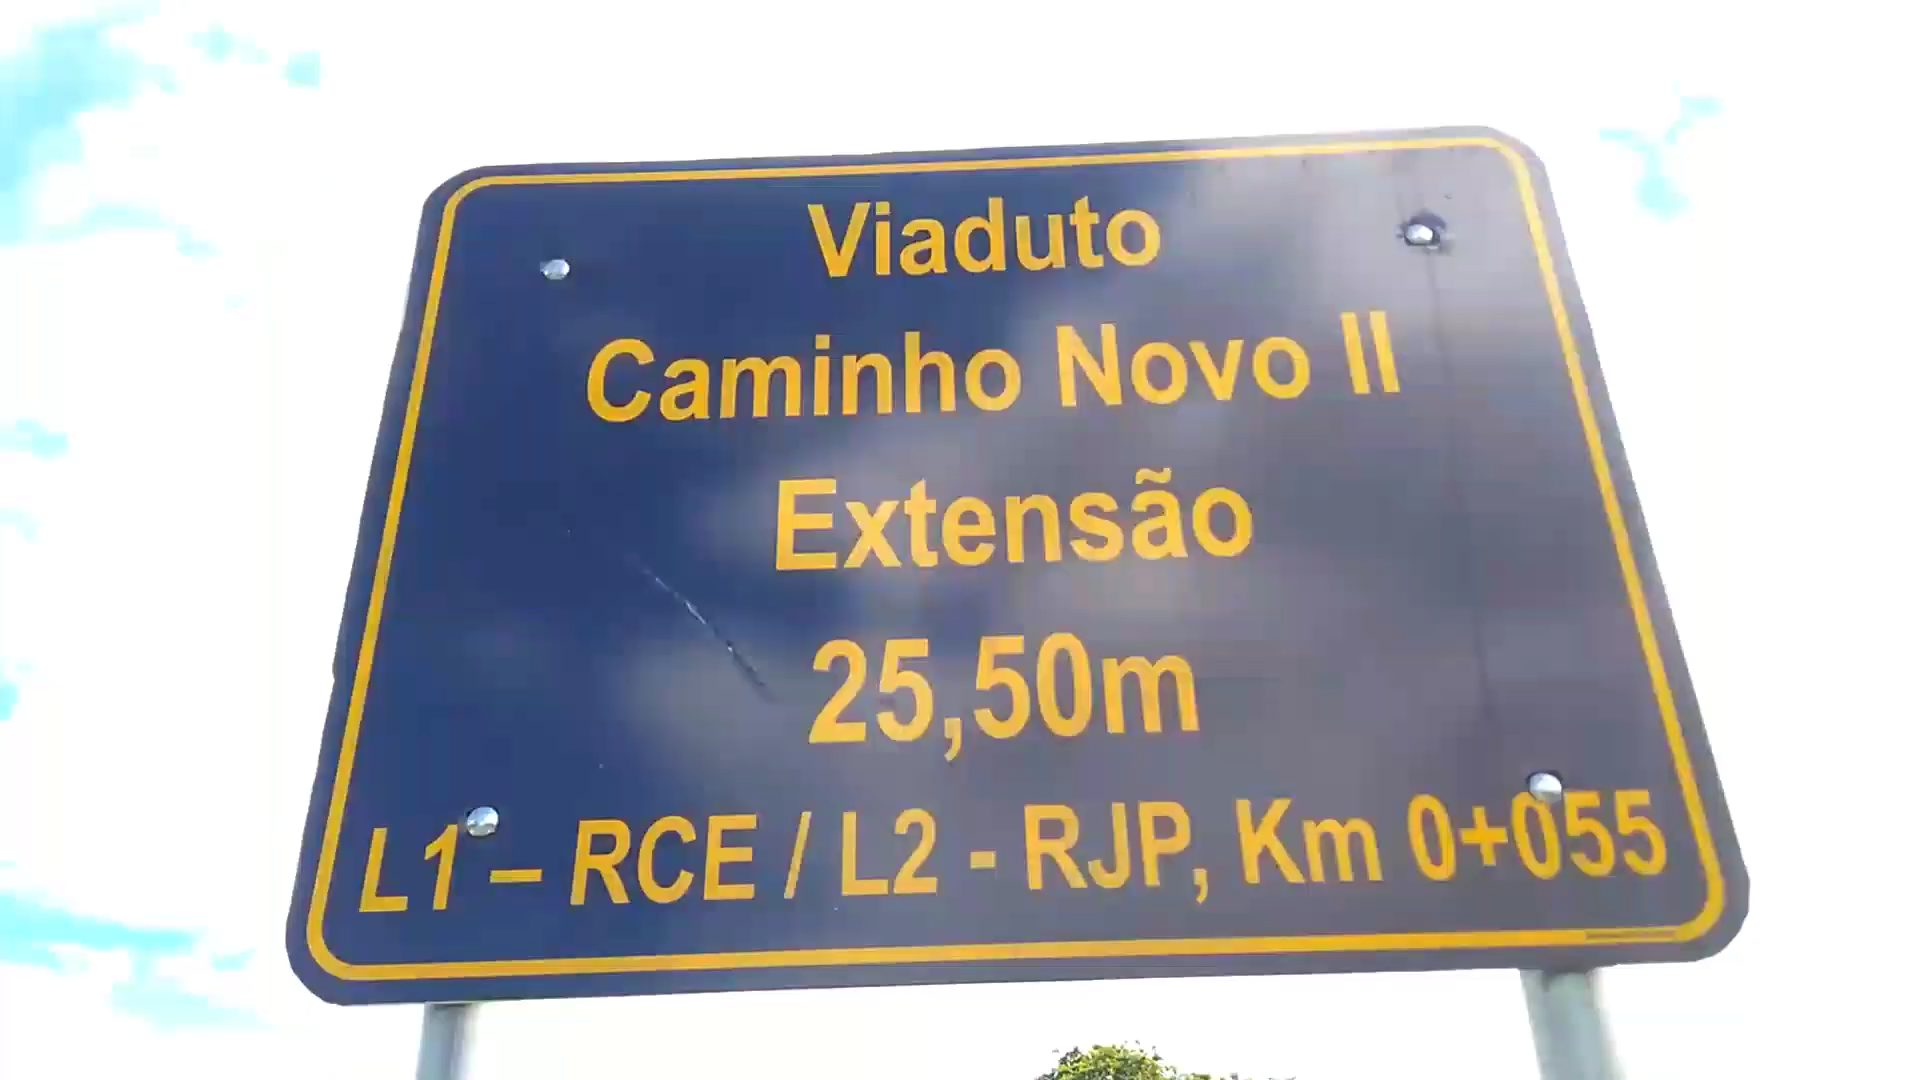 Viaduto
Caminho Novo II
Extensão
25,50m
L1 – RCE / L2 - RJP, Km 0+055